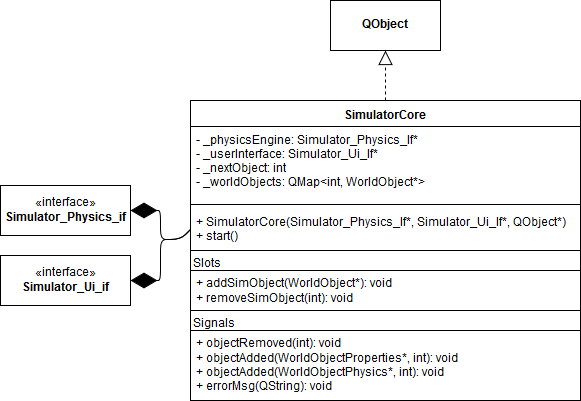 QObject
SimulatorCore
- _physicsEngine: Simulator_Physics_If*
- _userInterface: Simulator_Ui_If*
- _nextObject: int
- _worldObjects: QMap<int, WorldObject*>
+ SimulatorCore(Simulator_Physics_If*, Simulator_Ui_If*, QObject*)
+ start()
Slots
+ addSimObject(WorldObject*): void
+ removeSimObject(int): void
Signals
+ objectRemoved(int): void
+ objectAdded(WorldObjectProperties*, int): void
+ objectAdded(WorldObjectPhysics*, int): void
+ errorMsg(QString): void
«interface»
Simulator_Physics_if
«interface»
Simulator_Ui_if